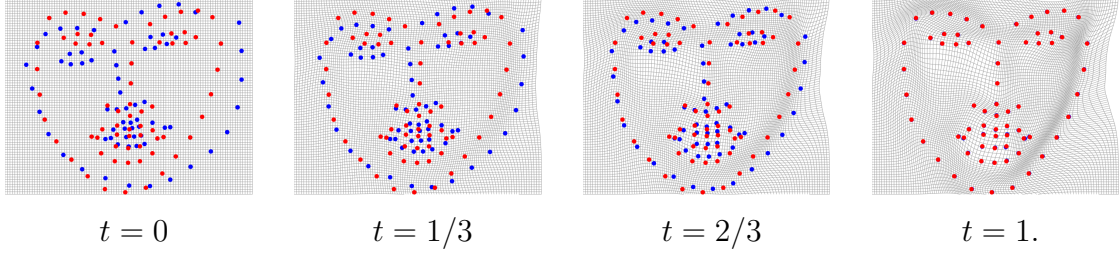 t = 0 t = 1/3 t = 2/3 t = 1.